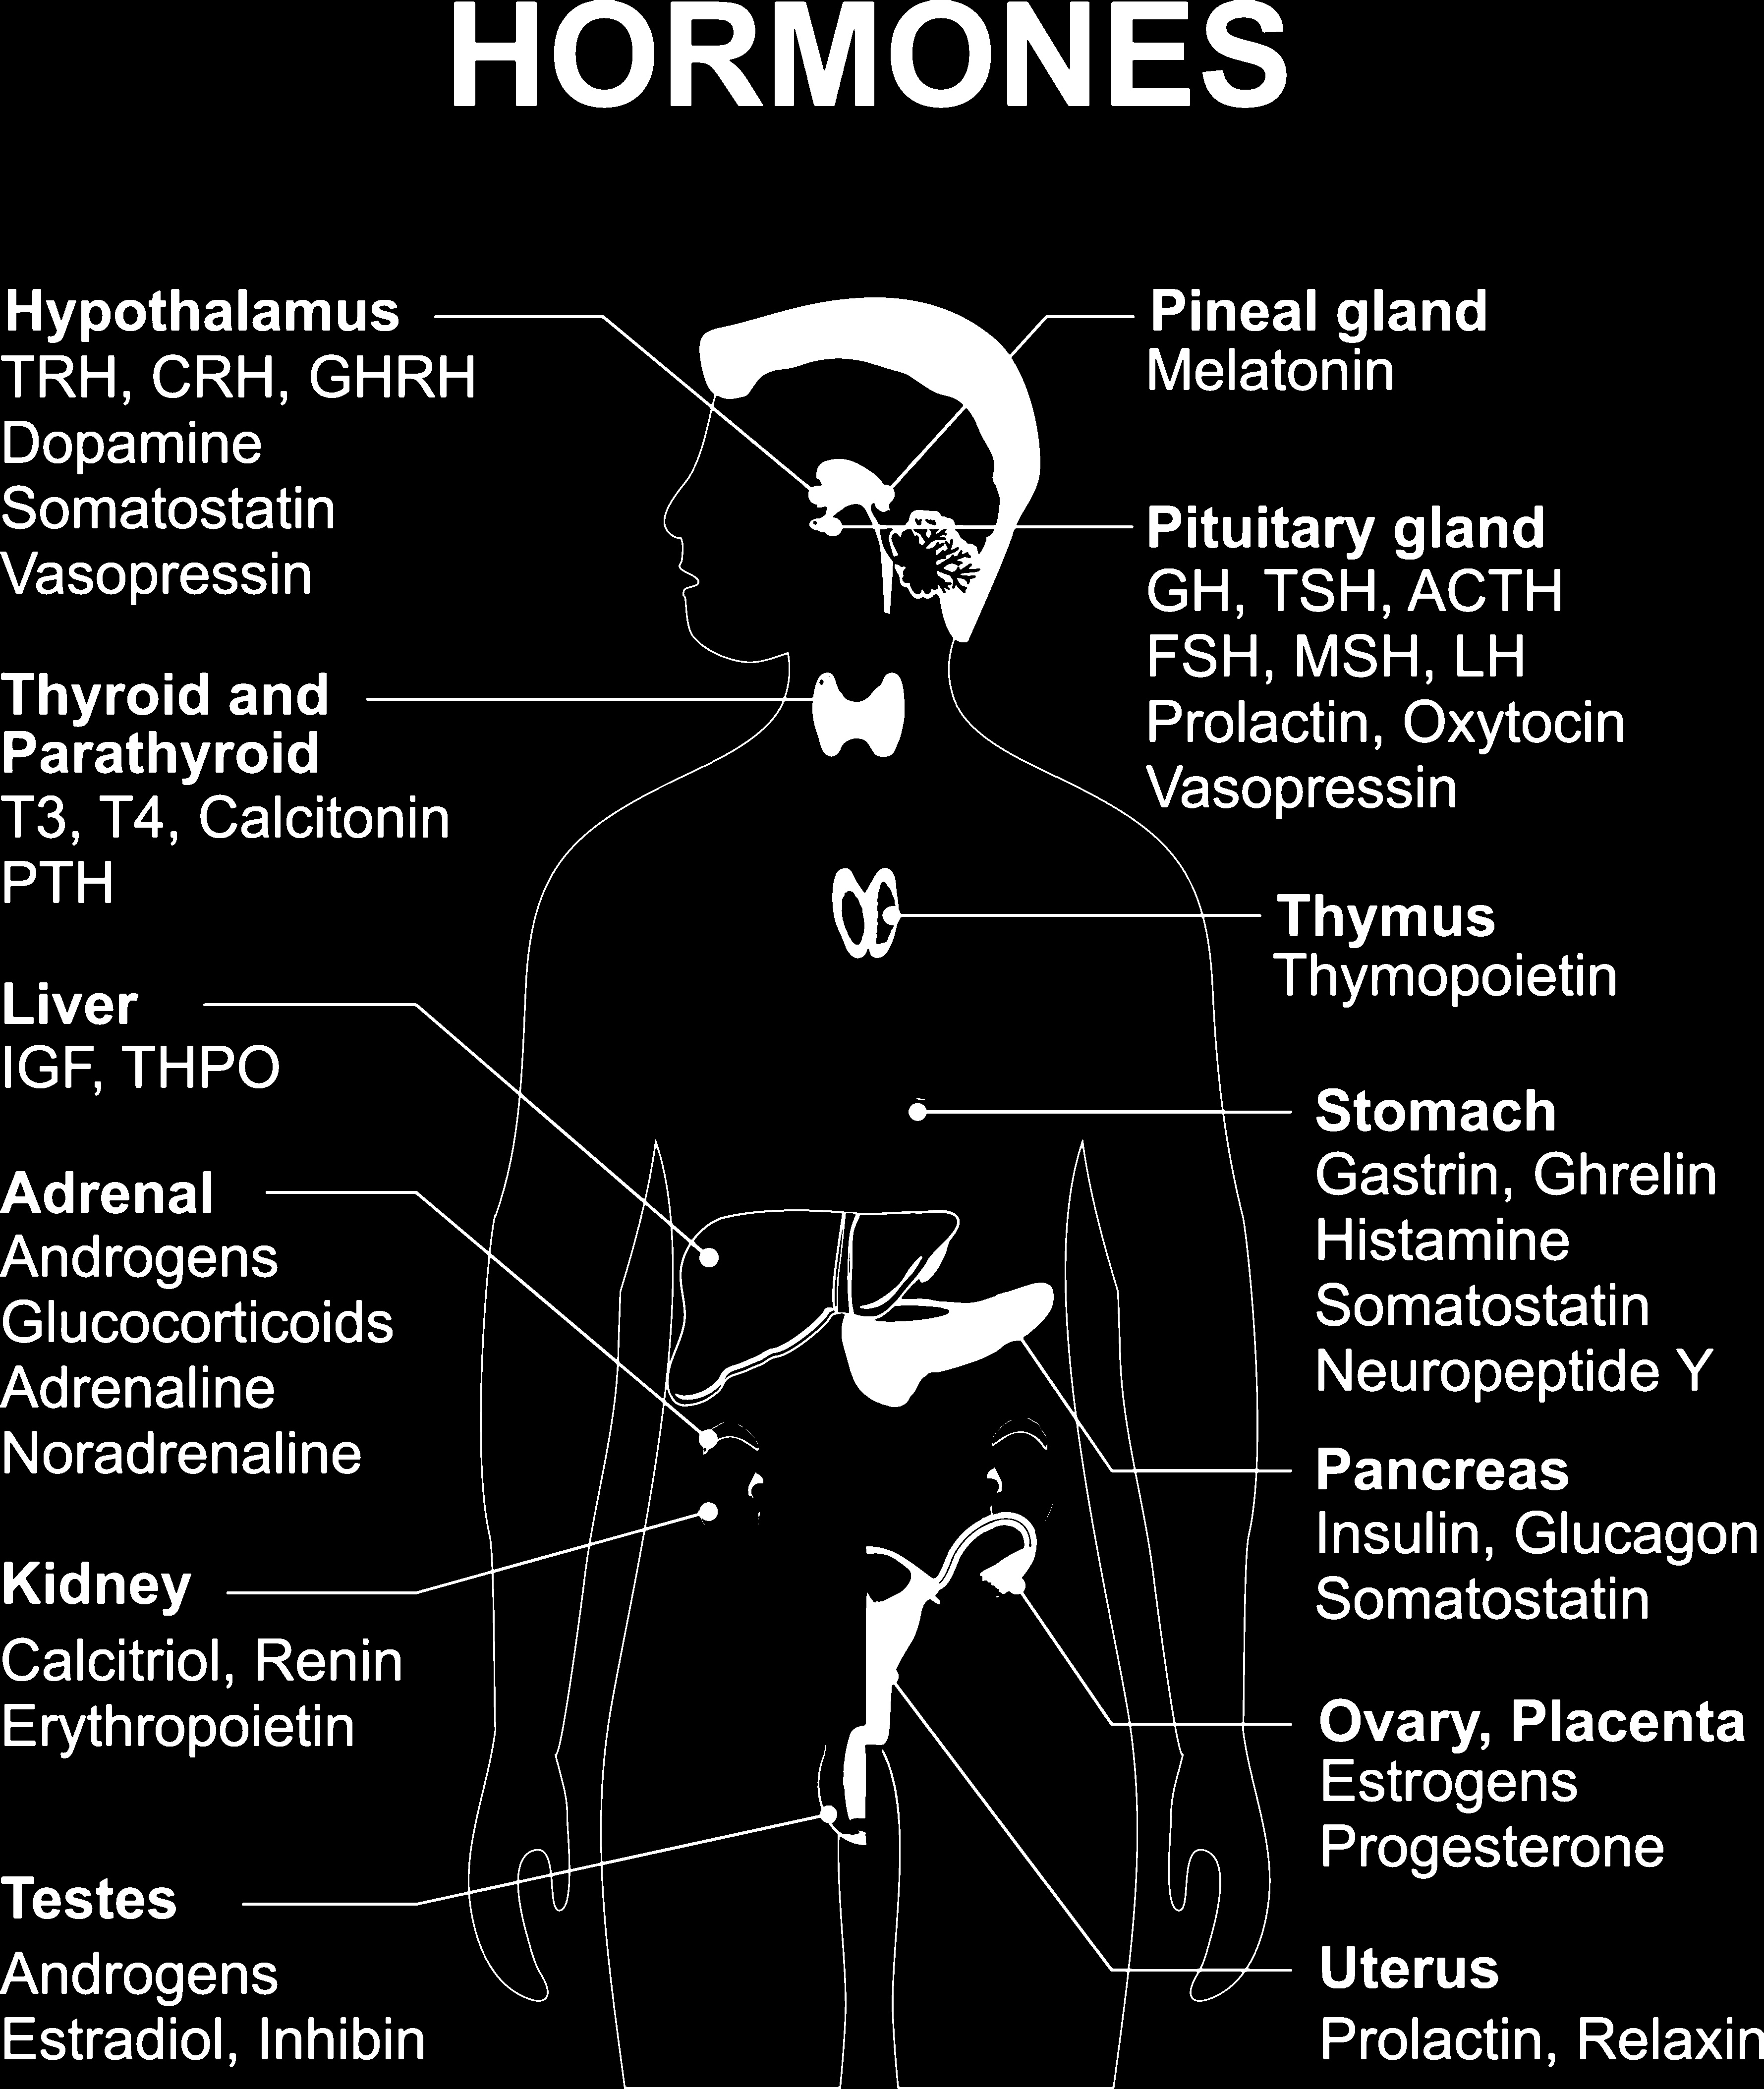 HORMONES
Hypothalamus
TRH, CRH, GHRH
Dopamine
Somatostatin
Vasopressin
Thyroid and
Parathyroid
T3, T4, Calcitonin
PTH
Liver
IGF, THPO
Adrenal
Androgens
Glucocorticoids
Adrenaline
Noradrenaline
Kidney
Calcitriol, Renin
Erythropoietin
Testes
Androgens
Estradiol, Inhibin
Pineal gland
Melatonin
Pituitary gland
GH, TSH, ACTH
FSH, MSH, LH
Prolactin, Oxytocin
Vasopressin
Thymus
Thymopoietin
Stomach
Gastrin, Ghrelin
Histamine
Somatostatin
Neuropeptide Y
Pancreas
Insulin, Glucagon
Somatostatin
Ovary, Placenta
Estrogens
Progesterone
Uterus
Prolactin, Relaxin